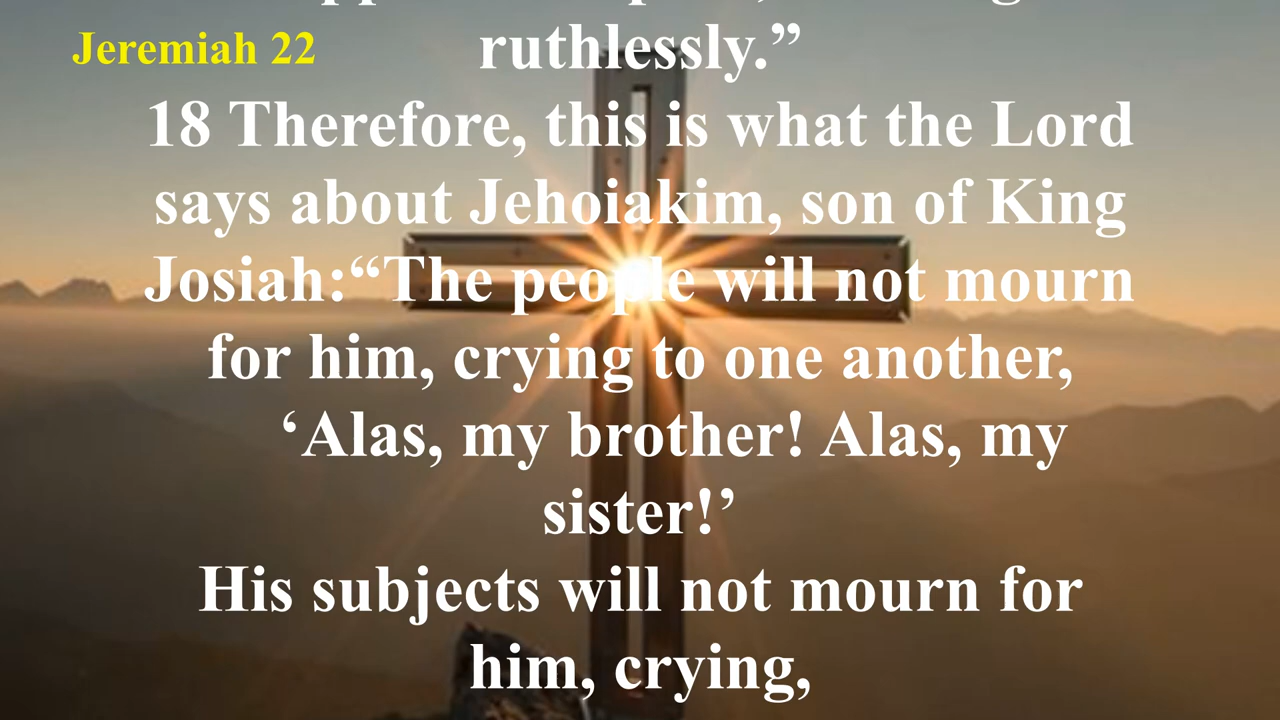 Jeremiah 22
ruthlessly.”
18 Therefore, this is what the Lord
says about Jehoiakim, son of King
Josiah:“The people will not mourn
for him, crying to one another,
‘Alas, my brother! Alas, my
sister!’
His subjects will not mourn for
him, crying,